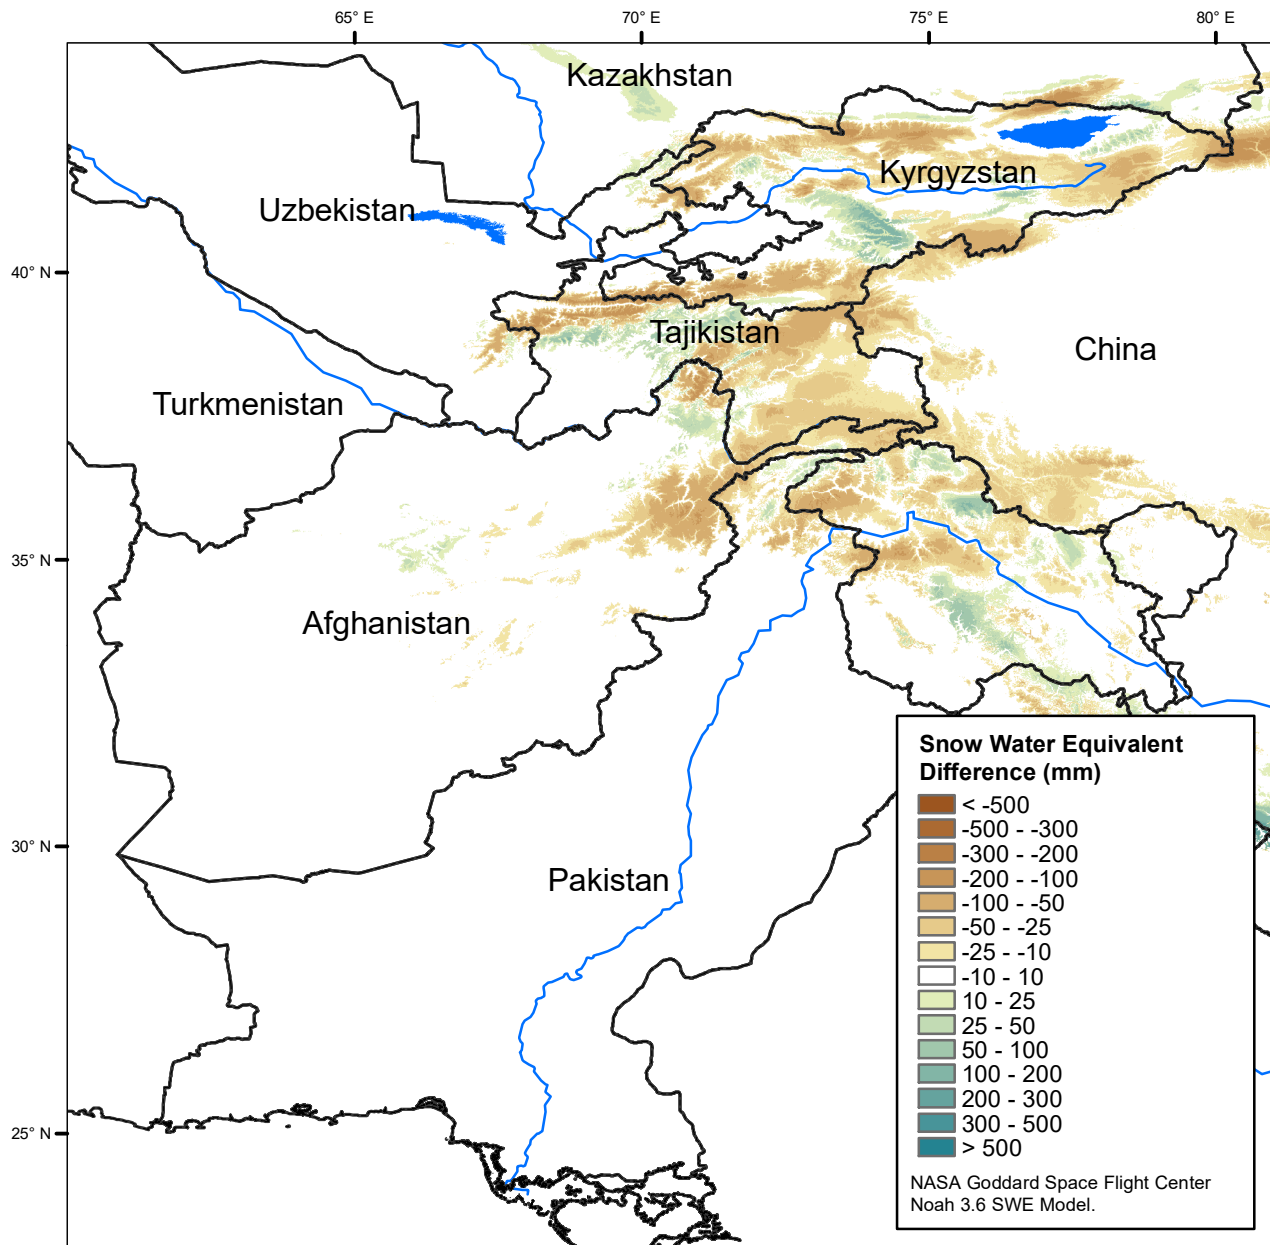 65° E
70° E
75° E
80° E
Kazakhstan
Kyrgyzstan
Uzbekistan
40° N
Tajikistan
China
Turkmenistan
35° N
Afghanistan
Snow Water Equivalent
Difference (mm)
< -500
-500 - -300
-300 - -200
-200 - -100
-100 - -50
-50 - -25
-25 - -10
-10 - 10
10 - 25
25 - 50
50 - 100
100 - 200
200 - 300
300 - 500
> 500
30° N
Pakistan
25° N
NASA Goddard Space Flight Center
Noah 3.6 SWE Model.